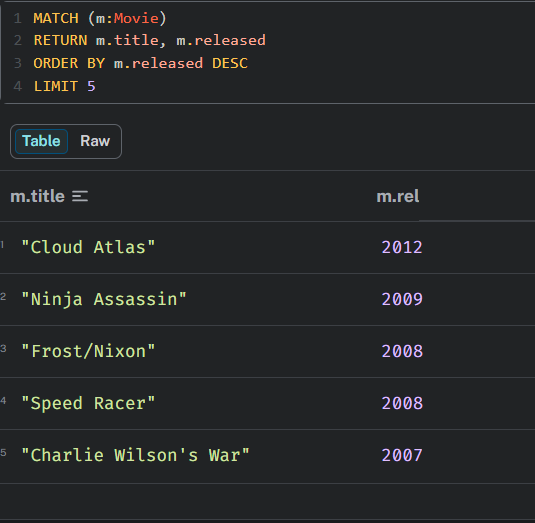 1 MATCH (m:Movie)
2 RETURN m.title, m.released
3 ORDER BY m.released DESC
4 LIMIT 5
Table Raw
m.title m.rel
1 "Cloud Atlas" 2012
2 "Ninja Assassin" 2009
3 "Frost/Nixon" 2008
4 "Speed Racer" 2008
5 "Charlie Wilson's War" 2007